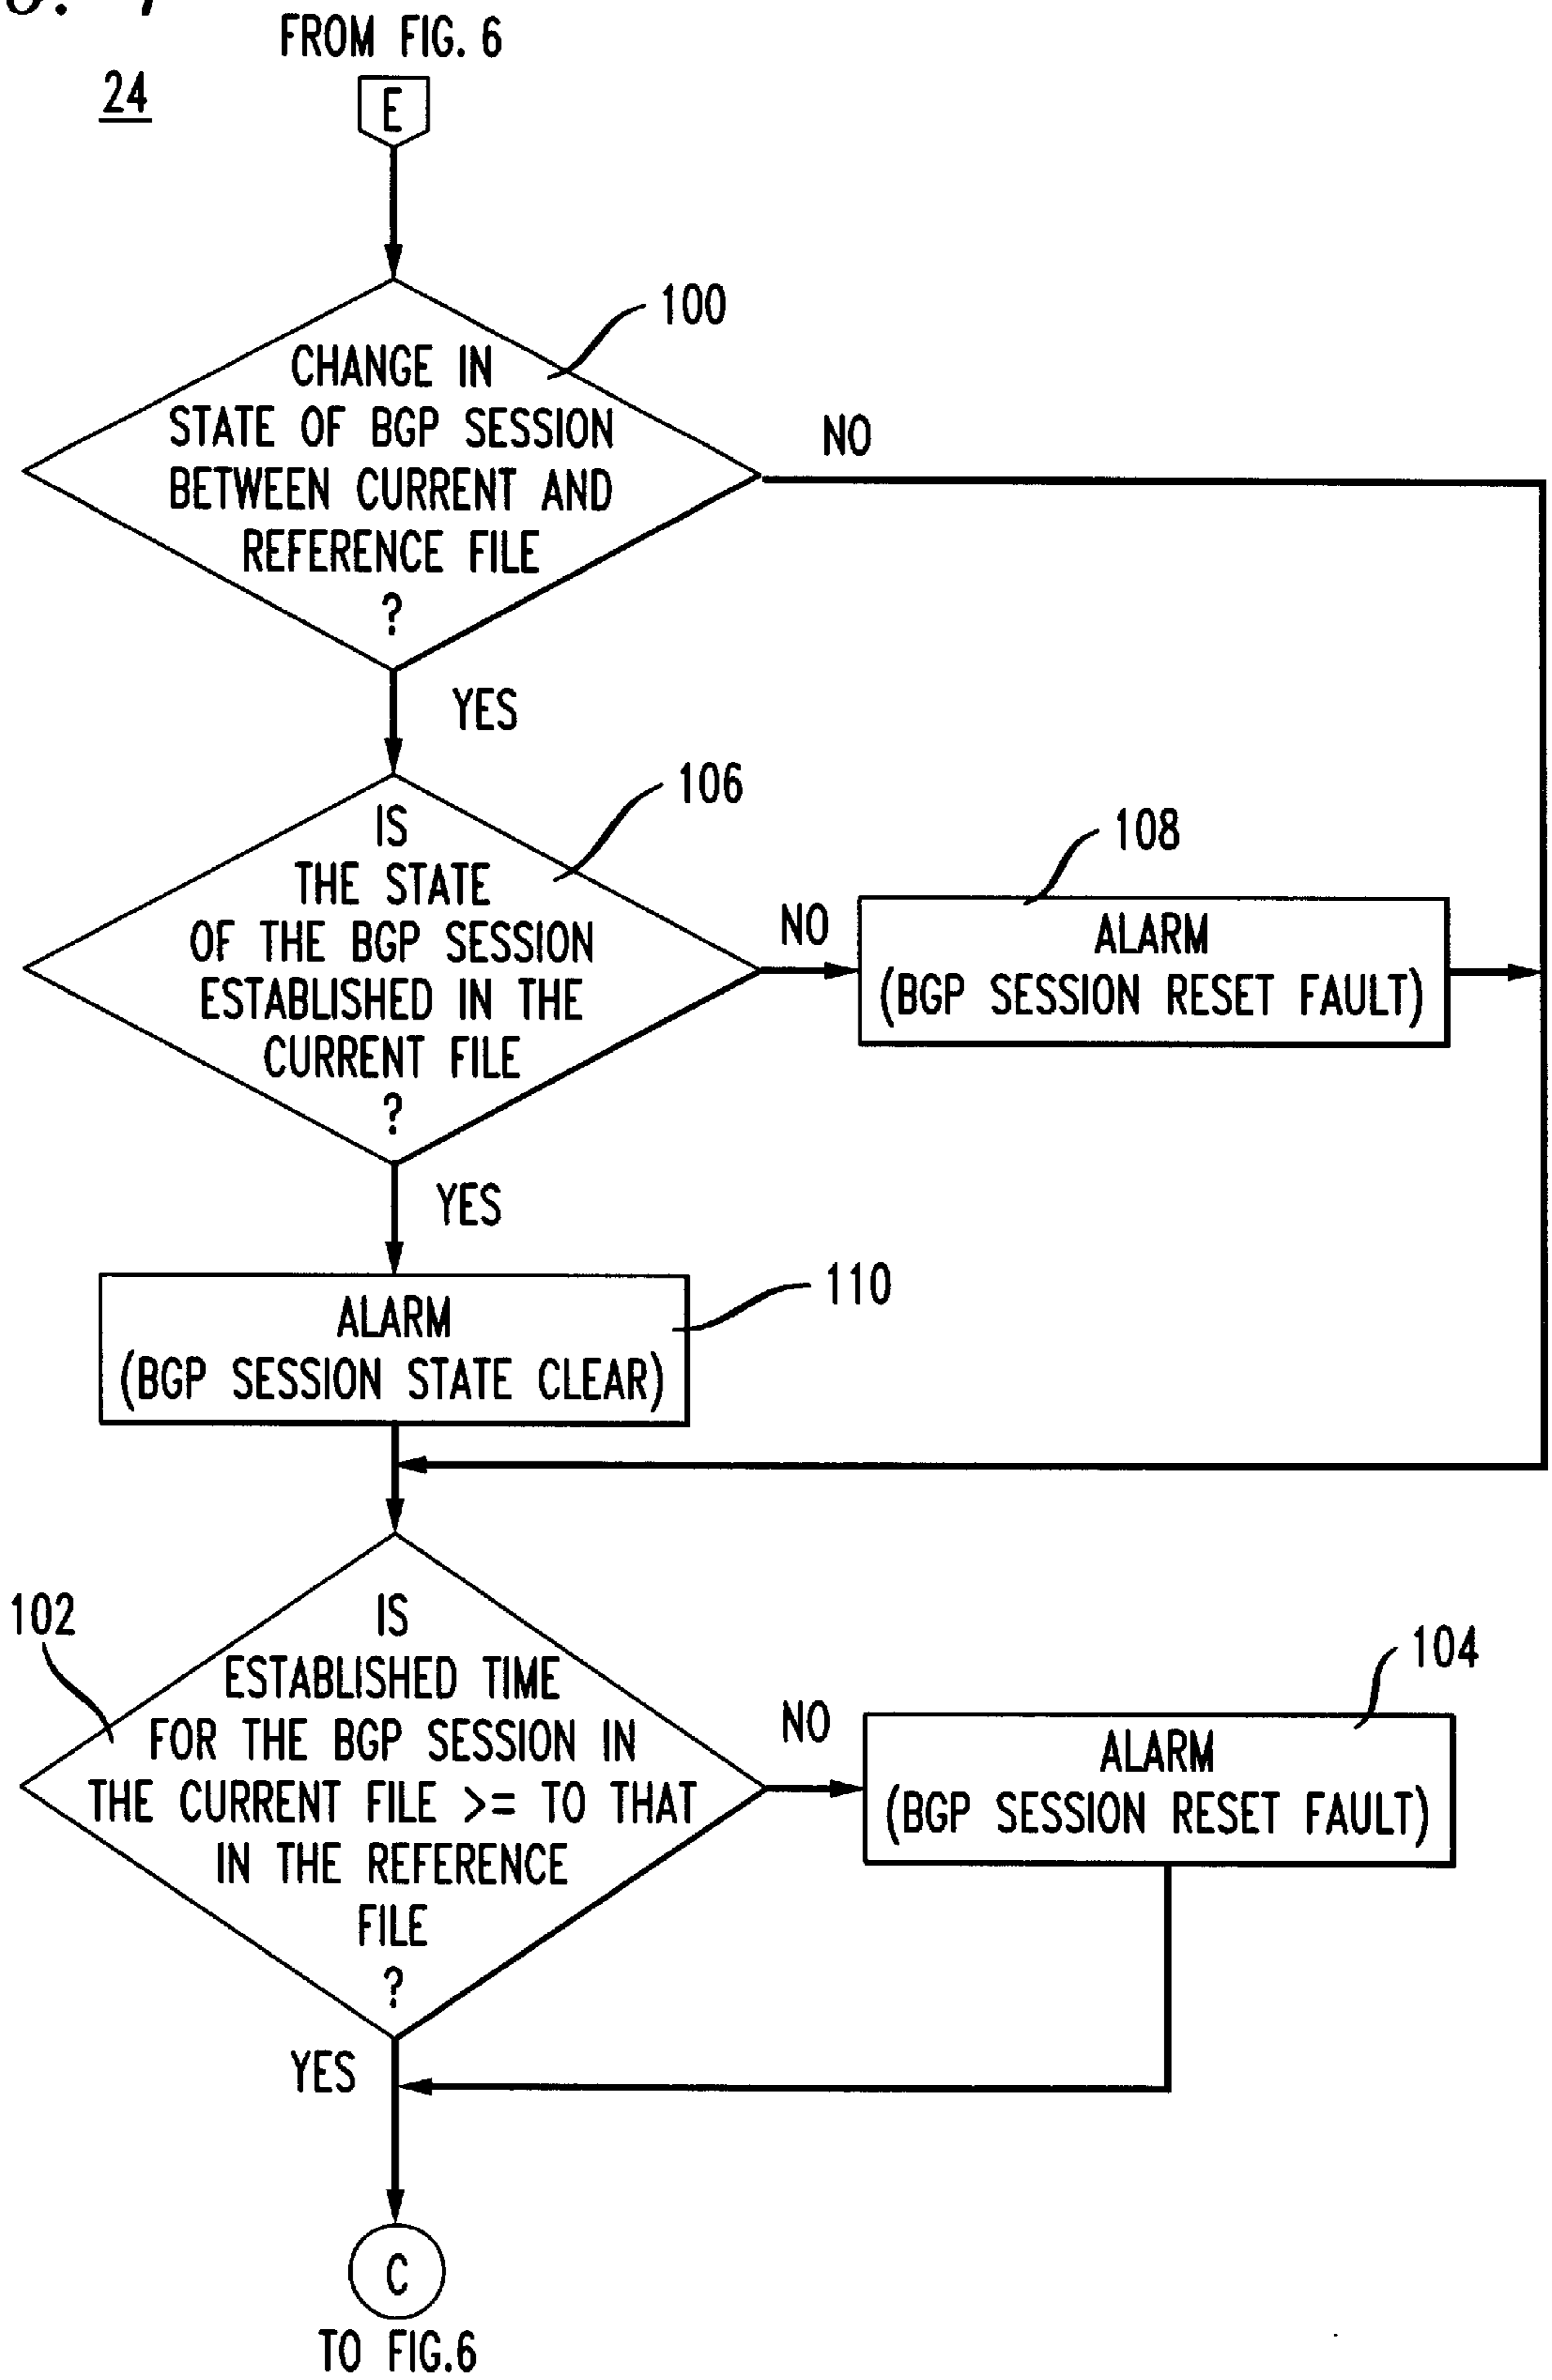 FROM FIG. 6
24
E
100
CHANGE IN
STATE OF BGP SESSION
BETWEEN CURRENT AND
REFERENCE FILE
?
NO
YES
106
IS
THE STATE
OF THE BGP SESSION
ESTABLISHED IN THE
CURRENT FILE
?
NO
108
ALARM
(BGP SESSION RESET FAULT)
YES
110
ALARM
(BGP SESSION STATE CLEAR)
102
IS
ESTABLISHED TIME
FOR THE BGP SESSION IN
THE CURRENT FILE >= TO THAT
IN THE REFERENCE
FILE
?
NO
104
ALARM
(BGP SESSION RESET FAULT)
YES
C
TO FIG.6